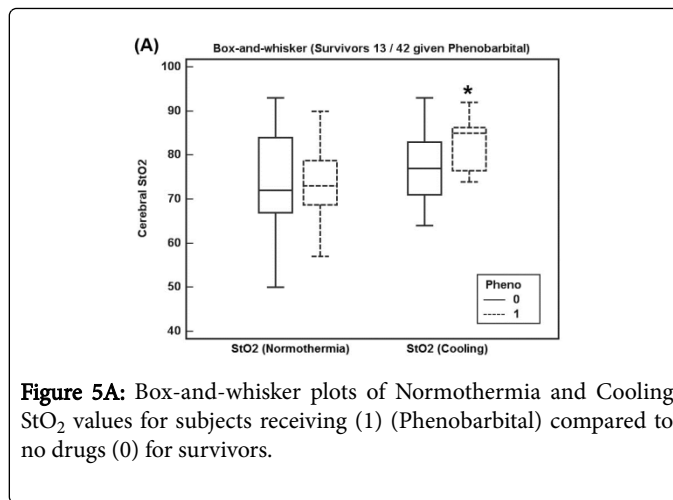 (A)
Box-and-whisker (Survivors 13 / 42 given Phenobarbital)
100
90
80
70
60
50
40
Cerebral StO2
*
Pheno
0
1
StO2 (Normothermia)
StO2 (Cooling)
Figure 5A: Box-and-whisker plots of Normothermia and Cooling
StO₂ values for subjects receiving (1) (Phenobarbital) compared to
no drugs (0) for survivors.